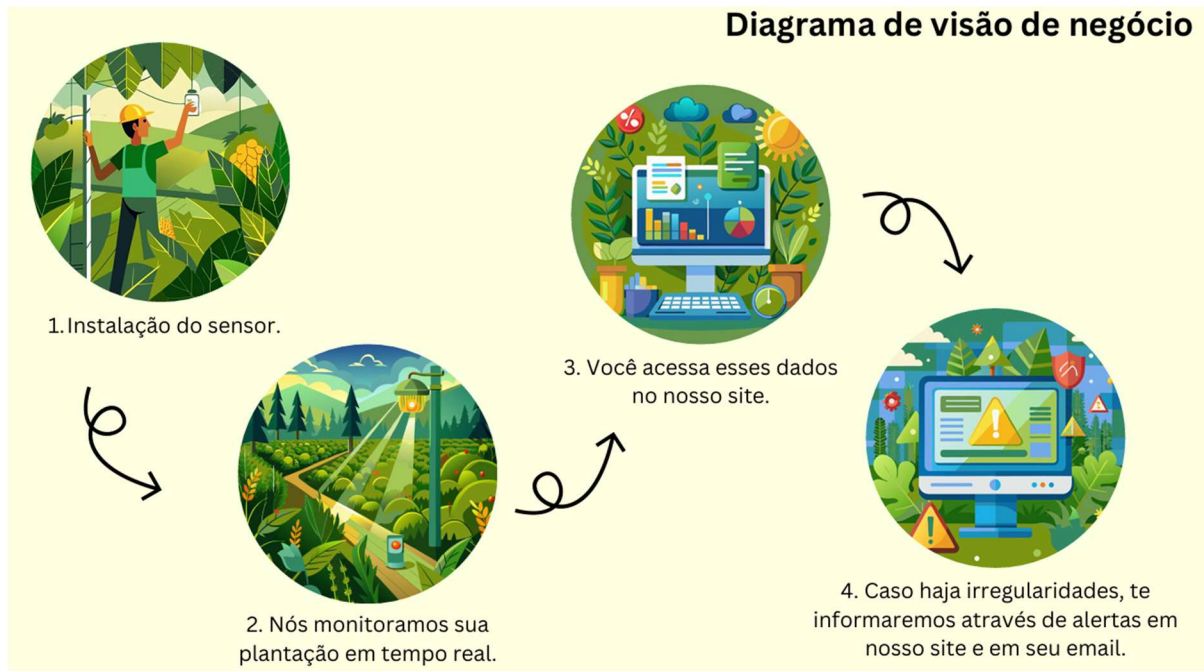 Diagrama de visão de negócio
1. Instalação do sensor.
2. Nós monitoramos sua
plantação em tempo real.
3. Você acessa esses dados
no nosso site.
4. Caso haja irregularidades, te
informaremos através de alertas em
nosso site e em seu email.
%
!
!